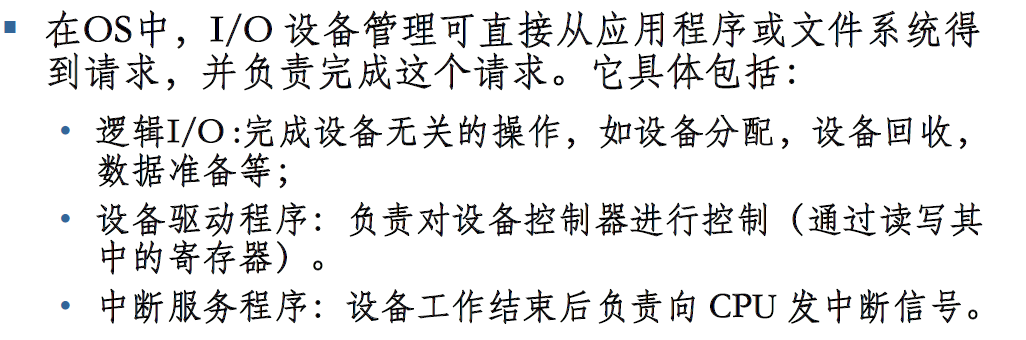 ▪ 在OS中，I/O 设备管理可直接从应用程序或文件系统得
到请求，并负责完成这个请求。它具体包括：
• 逻辑I/O:完成设备无关的操作，如设备分配，设备回收，
数据准备等；
• 设备驱动程序：负责对设备控制器进行控制（通过读写其
中的寄存器）。
• 中断服务程序：设备工作结束后负责向 CPU 发中断信号。